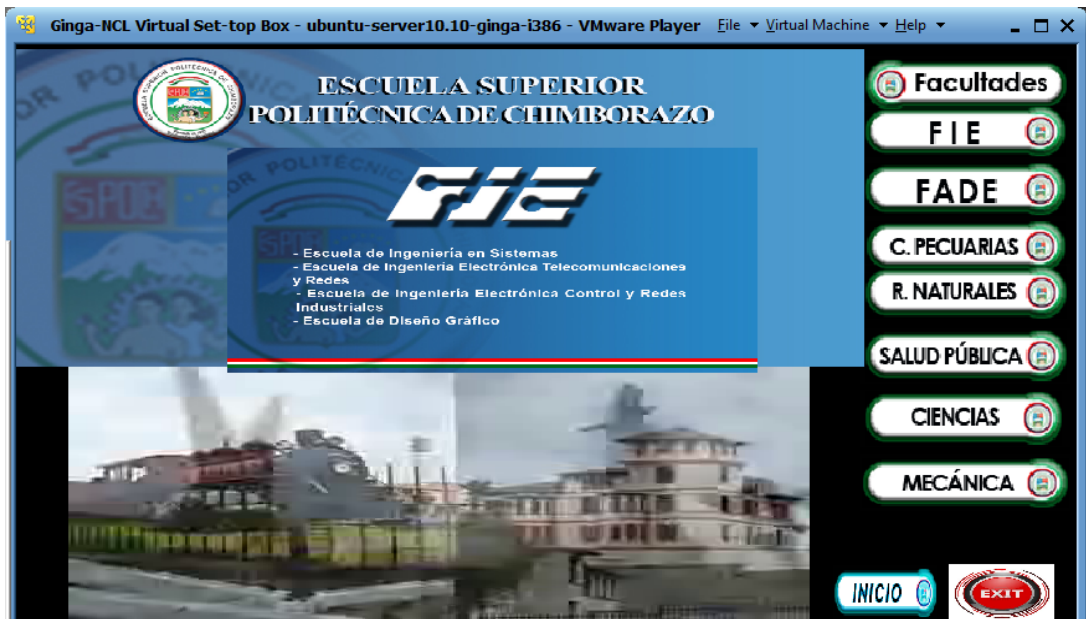 Ginga-NCL Virtual Set-top Box - ubuntu-server10.10-ginga-i386 - VMware Player File Virtual Machine Help
ESCUELA SUPERIOR
POLITÉCNICA DE CHIMBORAZO
FIE
- Escuela de Ingeniería en Sistemas
- Escuela de Ingeniería Electrónica Telecomunicaciones
y Redes
- Escuela de Ingeniería Electrónica Control y Redes
Industriales
- Escuela de Diseño Gráfico
Facultades
FIE
FADE
C. PECUARIAS
R. NATURALES
SALUD PÚBLICA
CIENCIAS
MECÁNICA
INICIO
EXIT